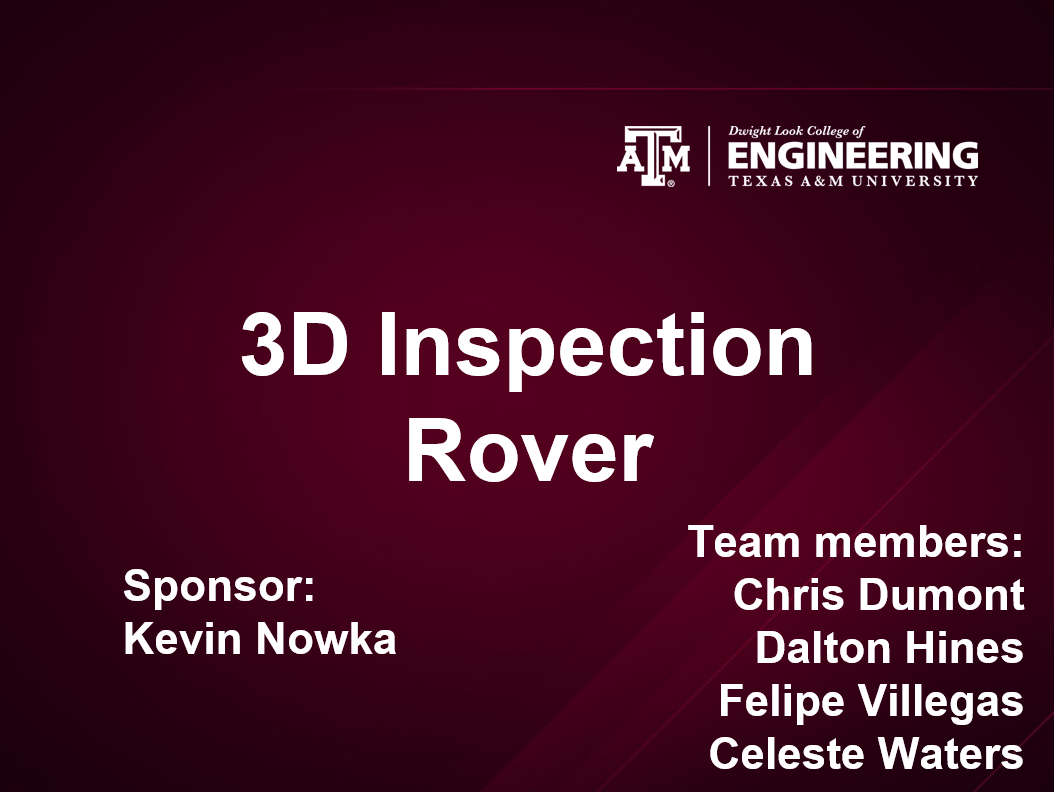 ATM®
Dwight Look College of
ENGINEERING
TEXAS A&M UNIVERSITY
3D Inspection
Rover
Sponsor:
Kevin Nowka
Team members:
Chris Dumont
Dalton Hines
Felipe Villegas
Celeste Waters